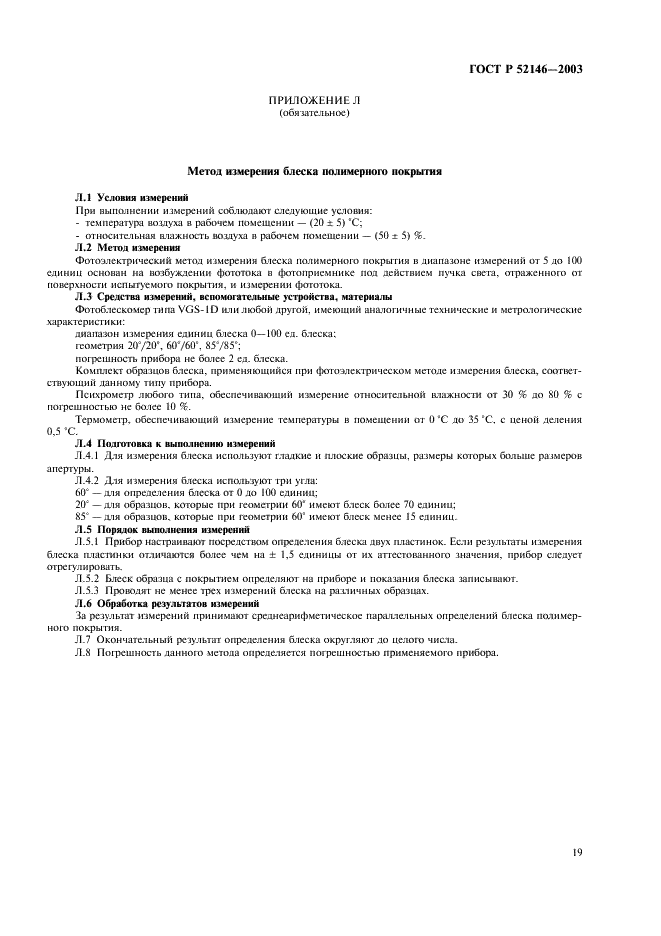 ГОСТ Р 52146—2003
ПРИЛОЖЕНИЕ Л
(обязательное)
Метод измерения блеска полимерного покрытия
Л.1 Условия измерений
При выполнении измерений соблюдают следующие условия:
- температура воздуха в рабочем помещении — (20 ± 5) °С;
- относительная влажность воздуха в рабочем помещении — (50 ± 5) %.
Л.2 Метод измерения
Фотоэлектрический метод измерения блеска полимерного покрытия в диапазоне измерений от 5 до 100
единиц основан на возбуждении фототока в фотоприемнике под действием пучка света, отраженного от
поверхности испытуемого покрытия, и измерении фототока.
Л.3 Средства измерений, вспомогательные устройства, материалы
Фотоблескомер типа VGS-1D или любой другой, имеющий аналогичные технические и метрологические
характеристики:
диапазон измерения единиц блеска 0—100 ед. блеска;
геометрия 20°/20°, 60°/60°, 85°/85°;
погрешность прибора не более 2 ед. блеска.
Комплект образцов блеска, применяющийся при фотоэлектрическом методе измерения блеска, соответ-
ствующий данному типу прибора.
Психрометр любого типа, обеспечивающий измерение относительной влажности от 30 % до 80 % с
погрешностью не более 10 %.
Термометр, обеспечивающий измерение температуры в помещении от 0 °С до 35 °С, с ценой деления
0,5 °С.
Л.4 Подготовка к выполнению измерений
Л.4.1 Для измерения блеска используют гладкие и плоские образцы, размеры которых больше размеров
апертуры.
Л.4.2 Для измерения блеска используют три угла:
60° — для определения блеска от 0 до 100 единиц;
20° — для образцов, которые при геометрии 60° имеют блеск более 70 единиц;
85° — для образцов, которые при геометрии 60° имеют блеск менее 15 единиц.
Л.5 Порядок выполнения измерений
Л.5.1 Прибор настраивают посредством определения блеска двух пластинок. Если результаты измерения
блеска пластинки отличаются более чем на ± 1,5 единицы от их аттестованного значения, прибор следует
отрегулировать.
Л.5.2 Блеск образца с покрытием определяют на приборе и показания блеска записывают.
Л.5.3 Проводят не менее трех измерений блеска на различных образцах.
Л.6 Обработка результатов измерений
За результат измерений принимают среднеарифметическое параллельных определений блеска полимер-
ного покрытия.
Л.7 Окончательный результат определения блеска округляют до целого числа.
Л.8 Погрешность данного метода определяется погрешностью применяемого прибора.
19